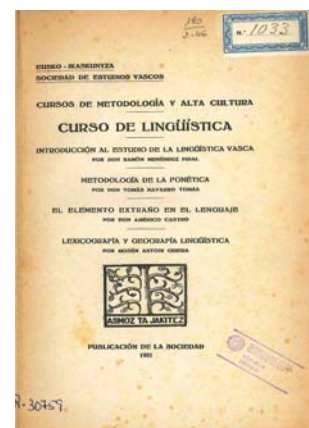 180
n.º 1033
EUSKO - IKASKUNTZA
SOCIEDAD DE ESTUDIOS VASCOS
CURSOS DE METODOLOGÍA Y ALTA CULTURA
CURSO DE LINGÜÍSTICA
INTRODUCCIÓN AL ESTUDIO DE LA LINGÜÍSTICA VASCA
POR DON RAMÓN MENÉNDEZ PIDAL
METODOLOGÍA DE LA FONÉTICA
POR DON TOMÁS NAVARRO TOMÁS
EL ELEMENTO EXTRAÑO EN EL LENGUAJE
POR DON AMÉRICO CASTRO
LEXICOGRAFÍA Y GEOGRAFÍA LINGÜÍSTICA
POR MOSÉN ANTONI GRIERA
ASMOZ TA JAKITEZ
PUBLICACIÓN DE LA SOCIEDAD
1921
R-30759